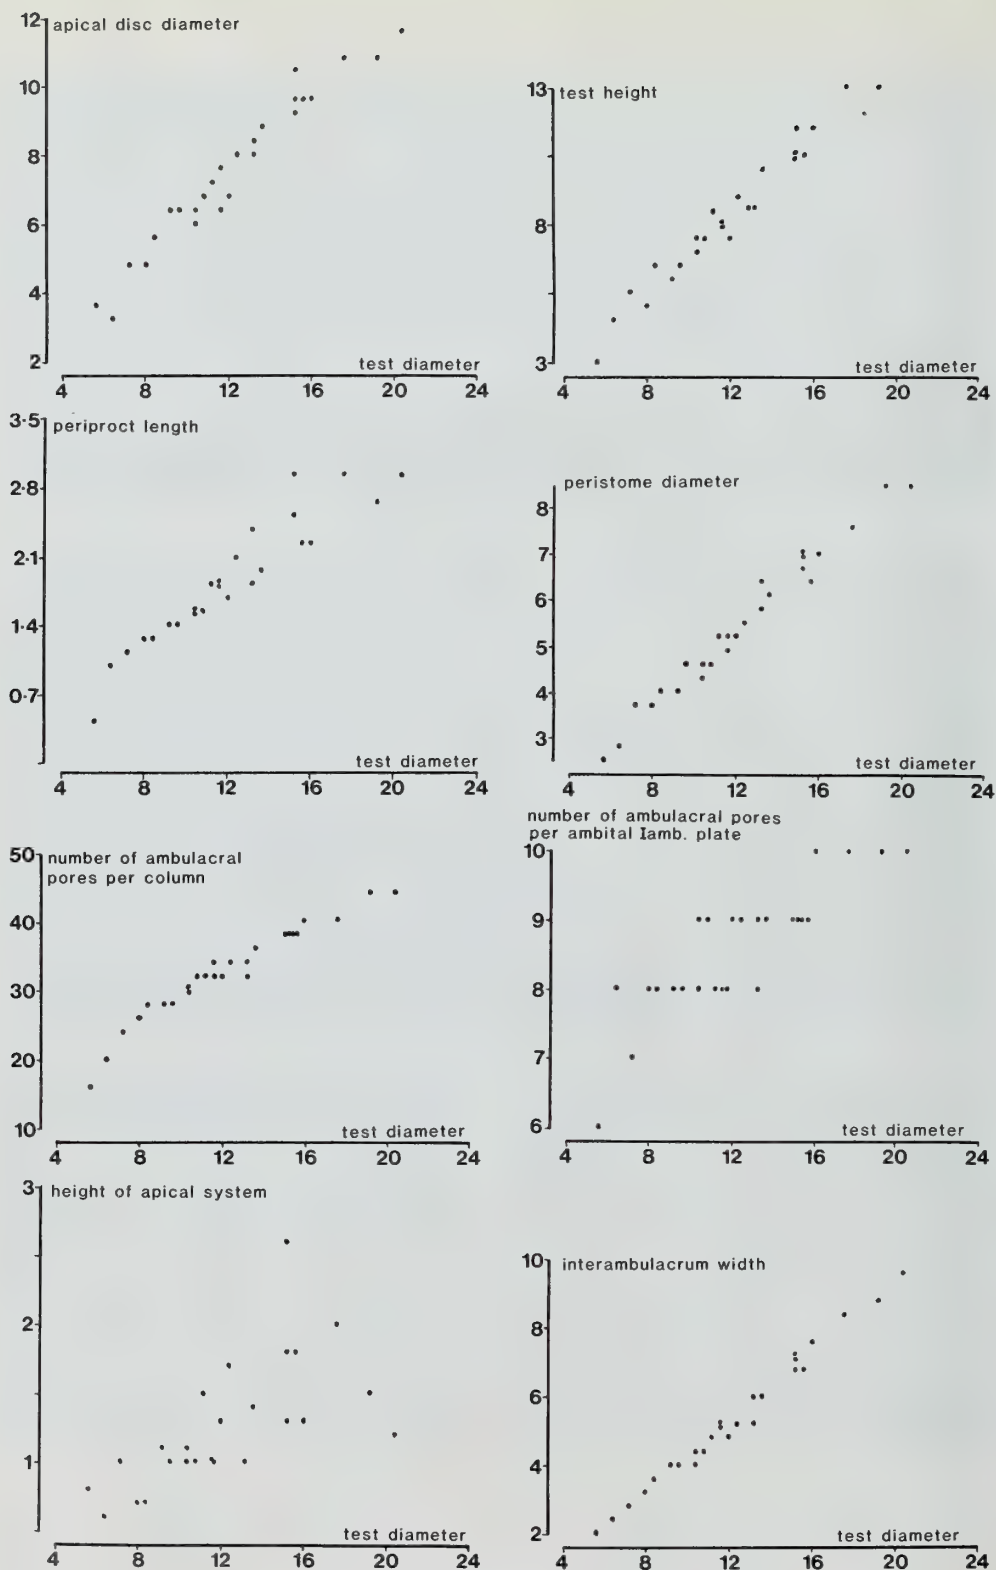 apical disc diameter
12
10
8
6
4
2
test diameter
4 8 12 16 20 24
test height
13
8
3
test diameter
4 8 12 16 20 24
periproct length
3·5
2·8
2·1
1·4
0·7
test diameter
4 8 12 16 20 24
peristome diameter
8
7
6
5
4
3
test diameter
4 8 12 16 20 24
number of ambulacral
pores per column
50
40
30
20
10
test diameter
4 8 12 16 20 24
number of ambulacral pores
per ambital Iamb. plate
10
9
8
7
6
test diameter
4 8 12 16 20 24
height of apical system
3
2
1
test diameter
4 8 12 16 20 24
interambulacrum width
10
8
6
4
2
test diameter
4 8 12 16 20 24